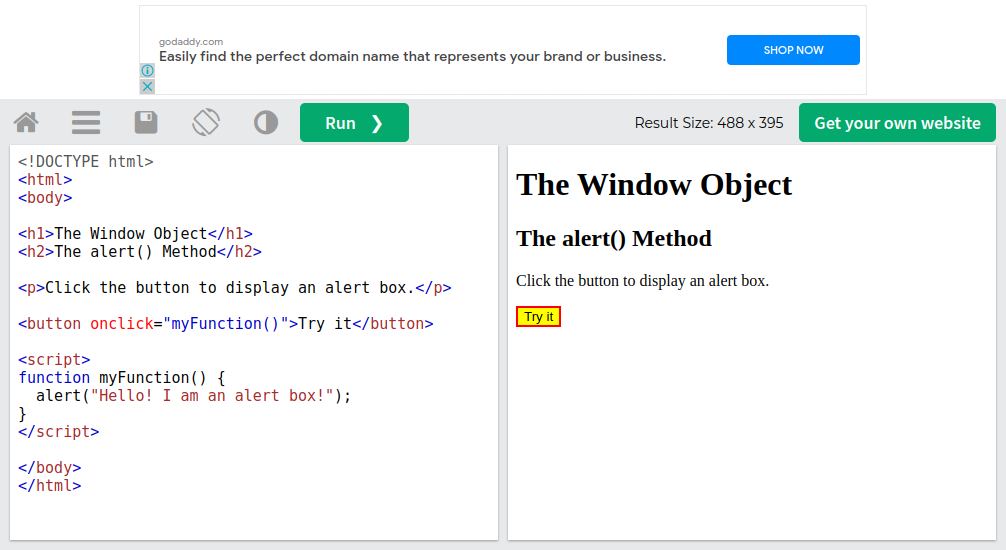 godaddy.com
Easily find the perfect domain name that represents your brand or business.
SHOP NOW
Run ❯
Result Size: 488 x 395
Get your own website
<!DOCTYPE html>
<html>
<body>
<h1>The Window Object</h1>
<h2>The alert() Method</h2>
<p>Click the button to display an alert box.</p>
<button onclick="myFunction()">Try it</button>
<script>
function myFunction() {
  alert("Hello! I am an alert box!");
}
</script>
</body>
</html>
The Window Object
The alert() Method
Click the button to display an alert box.
Try it